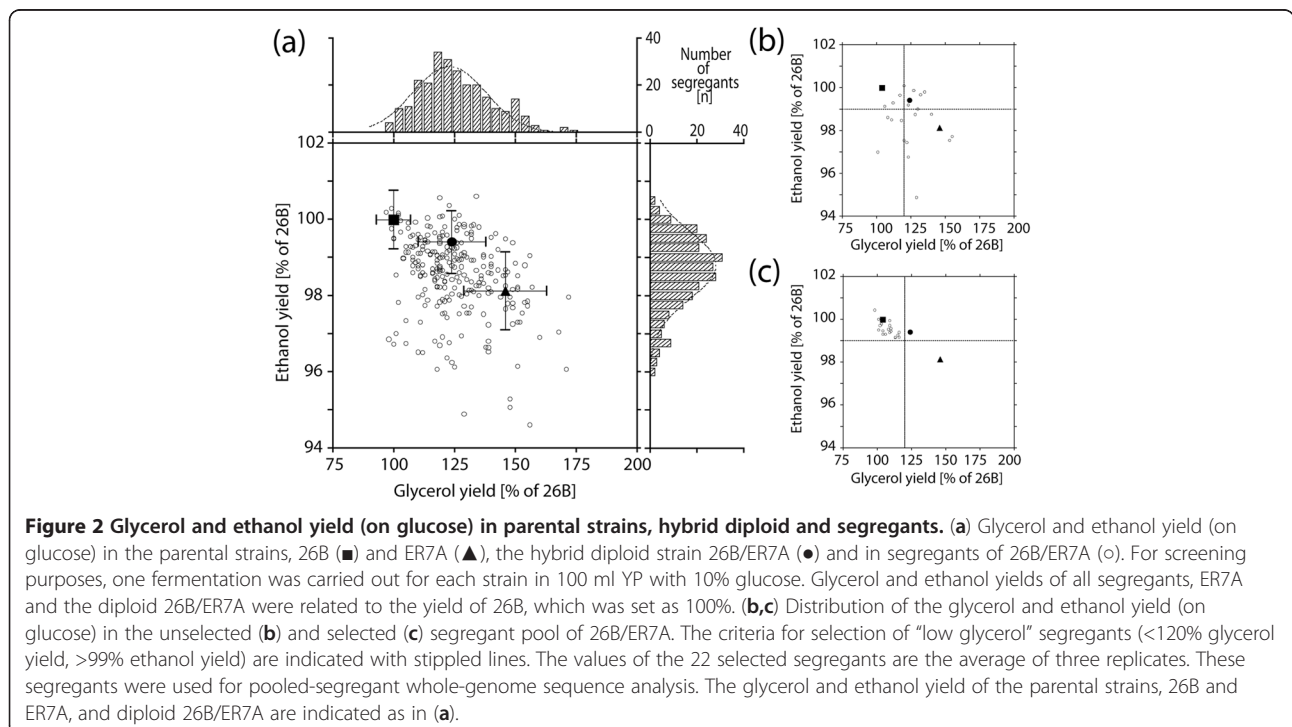 (a)
40
20
0
Number
of
segregants
[n]
0 20 40
102
100
98
96
94
Ethanol yield [% of 26B]
75 100 125 150 175 200
Glycerol yield [% of 26B]
(b)
102
100
98
96
94
Ethanol yield [% of 26B]
75 100 125 150 175 200
Glycerol yield [% of 26B]
(c)
102
100
98
96
94
Ethanol yield [% of 26B]
75 100 125 150 175 200
Glycerol yield [% of 26B]
Figure 2 Glycerol and ethanol yield (on glucose) in parental strains, hybrid diploid and segregants. (a) Glycerol and ethanol yield (on
glucose) in the parental strains, 26B (■) and ER7A (▲), the hybrid diploid strain 26B/ER7A (●) and in segregants of 26B/ER7A (○). For screening
purposes, one fermentation was carried out for each strain in 100 ml YP with 10% glucose. Glycerol and ethanol yields of all segregants, ER7A
and the diploid 26B/ER7A were related to the yield of 26B, which was set as 100%. (b,c) Distribution of the glycerol and ethanol yield (on
glucose) in the unselected (b) and selected (c) segregant pool of 26B/ER7A. The criteria for selection of “low glycerol” segregants (<120% glycerol
yield, >99% ethanol yield) are indicated with stippled lines. The values of the 22 selected segregants are the average of three replicates. These
segregants were used for pooled-segregant whole-genome sequence analysis. The glycerol and ethanol yield of the parental strains, 26B and
ER7A, and diploid 26B/ER7A are indicated as in (a).